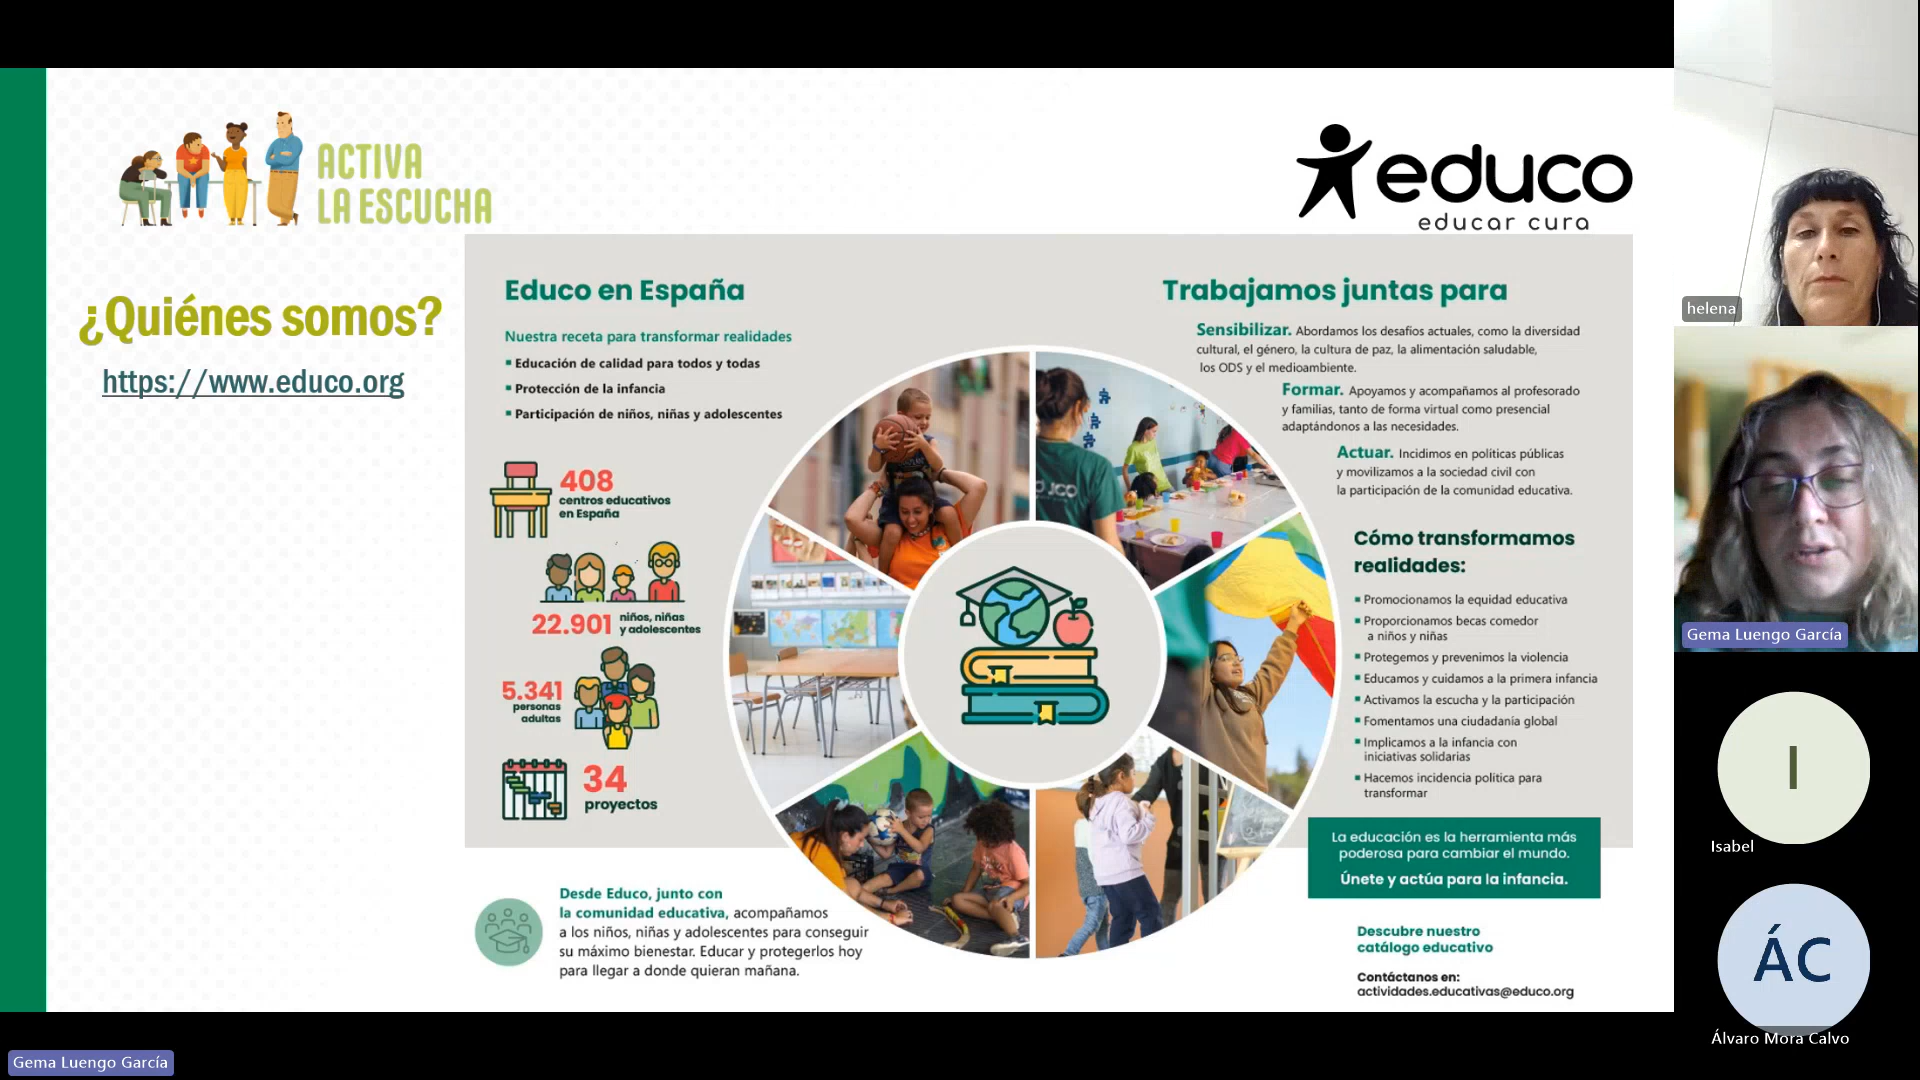 ACTIVA
LA ESCUCHA
educo
educar cura
¿Quiénes somos?
https://www.educo.org
Educo en España
Nuestra receta para transformar realidades
▪ Educación de calidad para todos y todas
▪ Protección de la infancia
▪ Participación de niños, niñas y adolescentes
408
centros educativos
en España
22.901 niños, niñas
y adolescentes
5.341
personas
adultas
34
proyectos
Trabajamos juntas para
Sensibilizar. Abordamos los desafíos actuales, como la diversidad
cultural, el género, la cultura de paz, la alimentación saludable,
los ODS y el medioambiente.
Formar. Apoyamos y acompañamos al profesorado
y familias, tanto de forma virtual como presencial
adaptándonos a las necesidades.
Actuar. Incidimos en políticas públicas
y movilizamos a la sociedad civil con
la participación de la comunidad educativa.
Cómo transformamos
realidades:
▪ Promocionamos la equidad educativa
▪ Proporcionamos becas comedor
a niños y niñas
▪ Protegemos y prevenimos la violencia
▪ Educamos y cuidamos a la primera infancia
▪ Activamos la escucha y la participación
▪ Fomentamos una ciudadanía global
▪ Implicamos a la infancia con
iniciativas solidarias
▪ Hacemos incidencia política para
transformar
La educación es la herramienta más
poderosa para cambiar el mundo.
Únete y actúa para la infancia.
Desde Educo, junto con
la comunidad educativa, acompañamos
a los niños, niñas y adolescentes para conseguir
su máximo bienestar. Educar y protegerlos hoy
para llegar a donde quieran mañana.
Descubre nuestro
catálogo educativo
Contáctanos en:
actividades.educativas@educo.org
helena
Gema Luengo García
I
Isabel
ÁC
Álvaro Mora Calvo
Gema Luengo García